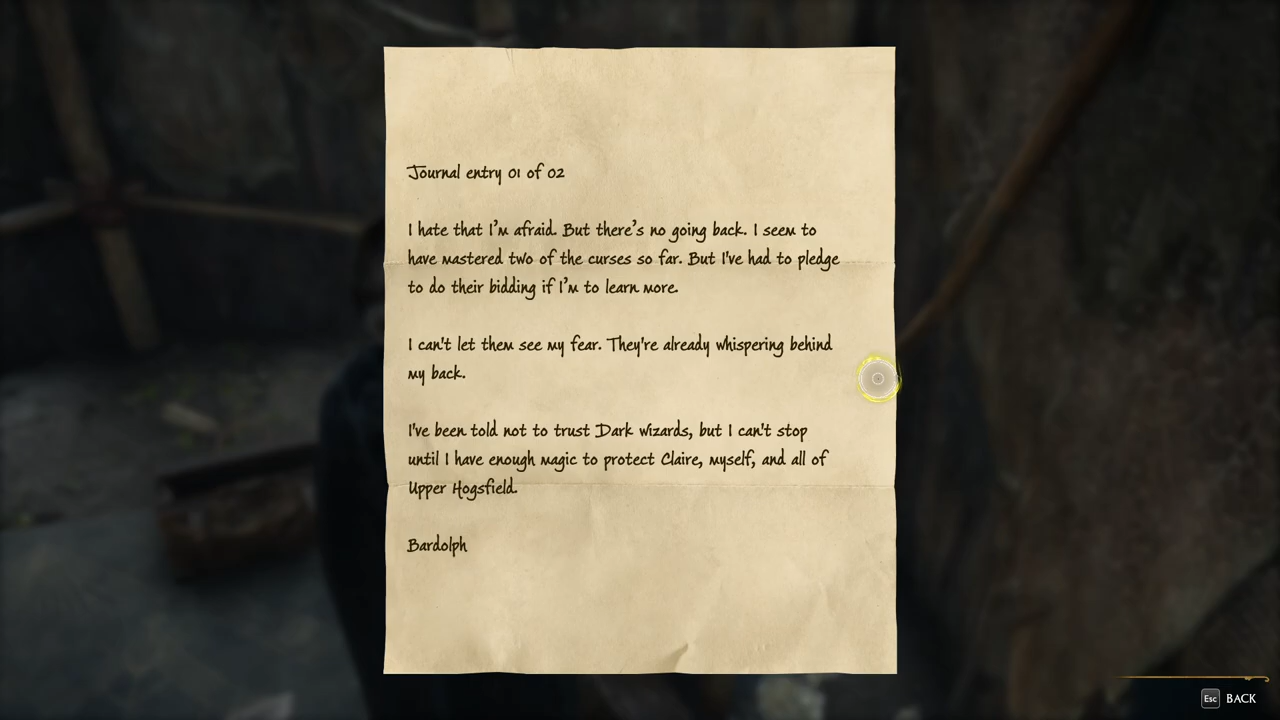 Journal entry 01 of 02
I hate that I'm afraid. But there's no going back. I seem to
have mastered two of the curses so far. But I've had to pledge
to do their bidding if I'm to learn more.
I can't let them see my fear. They're already whispering behind
my back.
I've been told not to trust Dark wizards, but I can't stop
until I have enough magic to protect Claire, myself, and all of
Upper Hogsfield.
Bardolph
Esc BACK